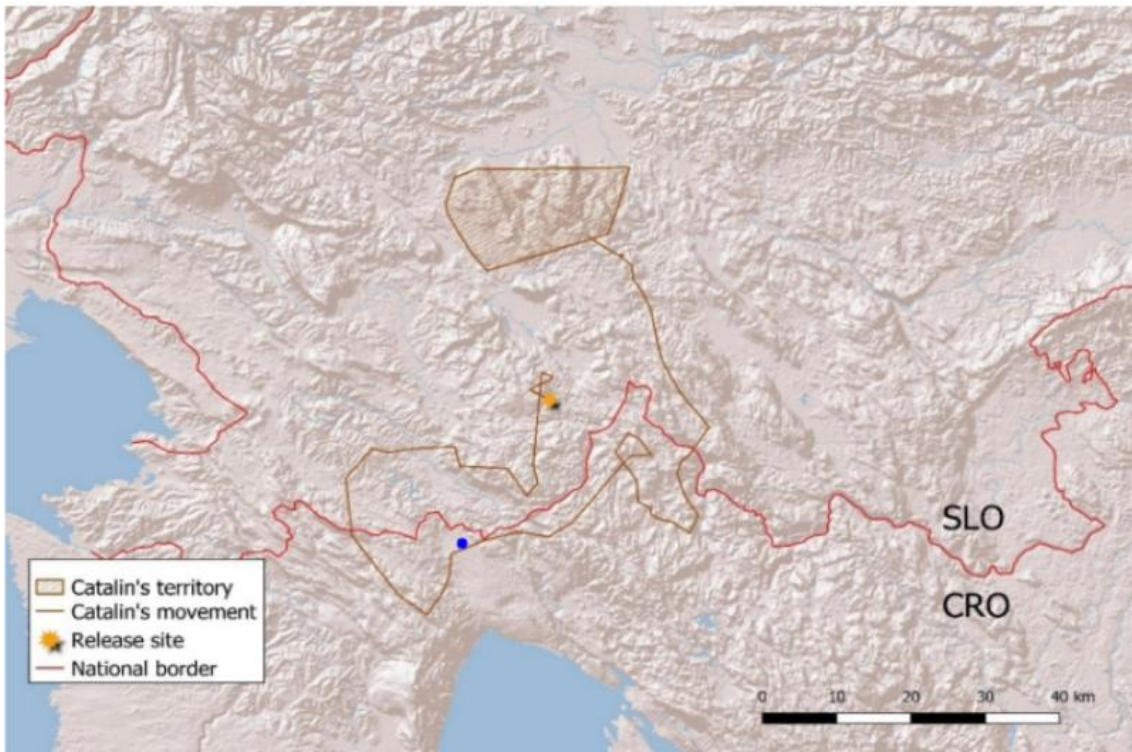 SLO
CRO
Catalin's territory
Catalin's movement
Release site
National border
0 10 20 30 40 km